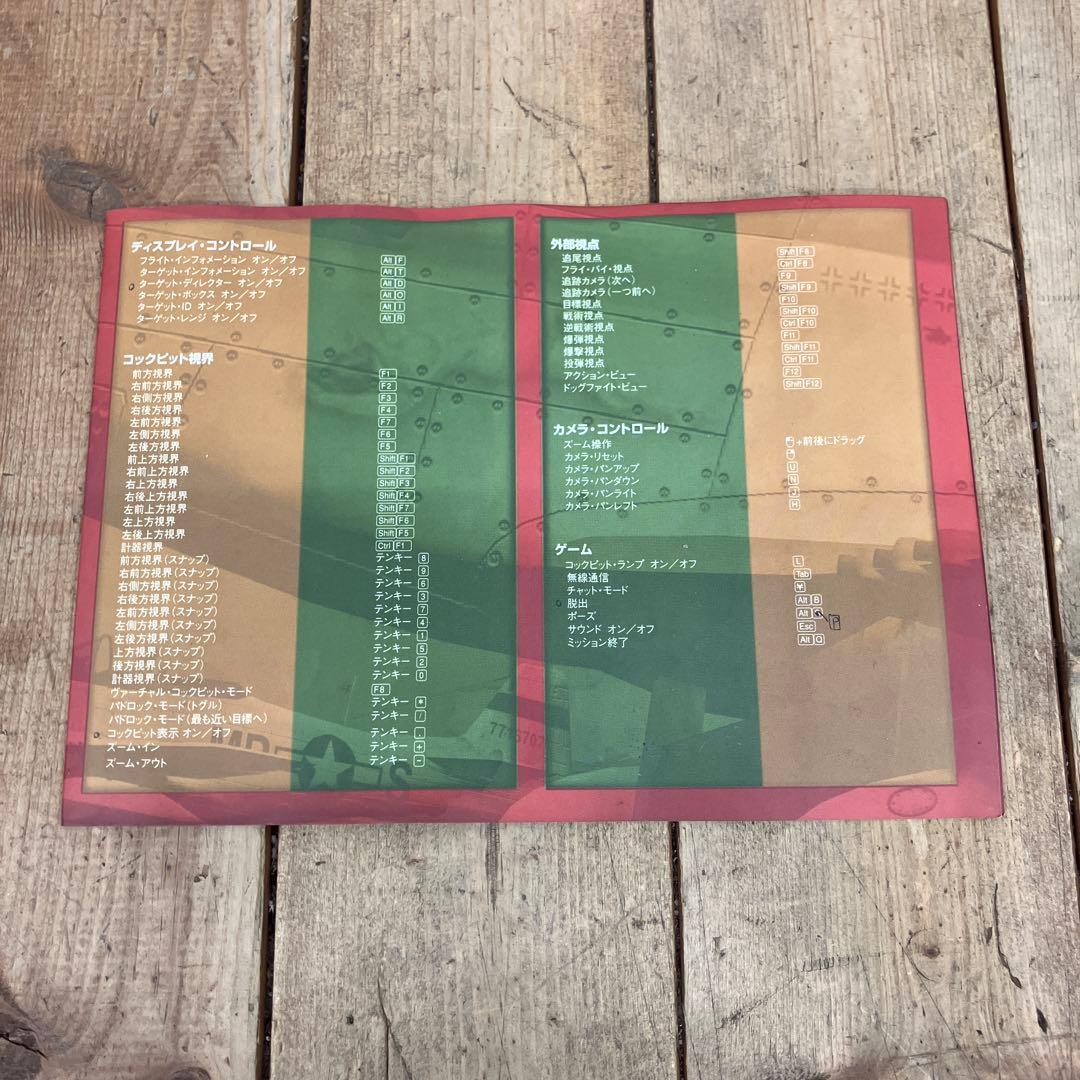 ディスプレイ・コントロール
フライト・インフォメーション オン／オフ Alt F
ターゲット・インフォメーション オン／オフ Alt T
ターゲット・ディレクター オン／オフ Alt D
ターゲット・ボックス オン／オフ Alt O
ターゲット・ID オン／オフ Alt I
ターゲット・レンジ オン／オフ Alt R
コックピット視界
前方視界 F1
右前方視界 F2
右側方視界 F3
右後方視界 F4
左前方視界 F7
左側方視界 F6
左後方視界 F5
前上方視界 Shift F1
右前上方視界 Shift F2
右上方視界 Shift F3
右後上方視界 Shift F4
左前上方視界 Shift F7
左上方視界 Shift F6
左後上方視界 Shift F5
計器視界 Ctrl F1
前方視界(スナップ) テンキー 8
右前方視界(スナップ) テンキー 9
右側方視界(スナップ) テンキー 6
右後方視界(スナップ) テンキー 3
左前方視界(スナップ) テンキー 7
左側方視界(スナップ) テンキー 4
左後方視界(スナップ) テンキー 1
上方視界(スナップ) テンキー 5
後方視界(スナップ) テンキー 2
計器視界(スナップ) テンキー 0
ヴァーチャル・コックピット・モード F8
パドロック・モード(トグル) テンキー *
パドロック・モード(最も近い目標へ) テンキー /
コックピット表示 オン／オフ テンキー .
ズーム・イン テンキー +
ズーム・アウト テンキー -
外部視点
追尾視点 Shift F8
フライ・バイ・視点 Ctrl F8
追跡カメラ(次へ) F9
追跡カメラ(一つ前へ) Shift F9
目標視点 F10
戦術視点 Shift F10
逆戦術視点 Ctrl F10
爆弾視点 F11
爆撃視点 Shift F11
投弾視点 Ctrl F11
アクション・ビュー F12
ドッグファイト・ビュー Shift F12
カメラ・コントロール
ズーム操作 +前後にドラッグ
カメラ・リセット
カメラ・パンアップ U
カメラ・パンダウン N
カメラ・パンライト J
カメラ・パンレフト H
ゲーム
コックピット・ランプ オン／オフ L
無線通信 Tab
チャット・モード ¥
脱出 Alt B
ポーズ Alt P
サウンド オン／オフ Esc
ミッション終了 Alt Q